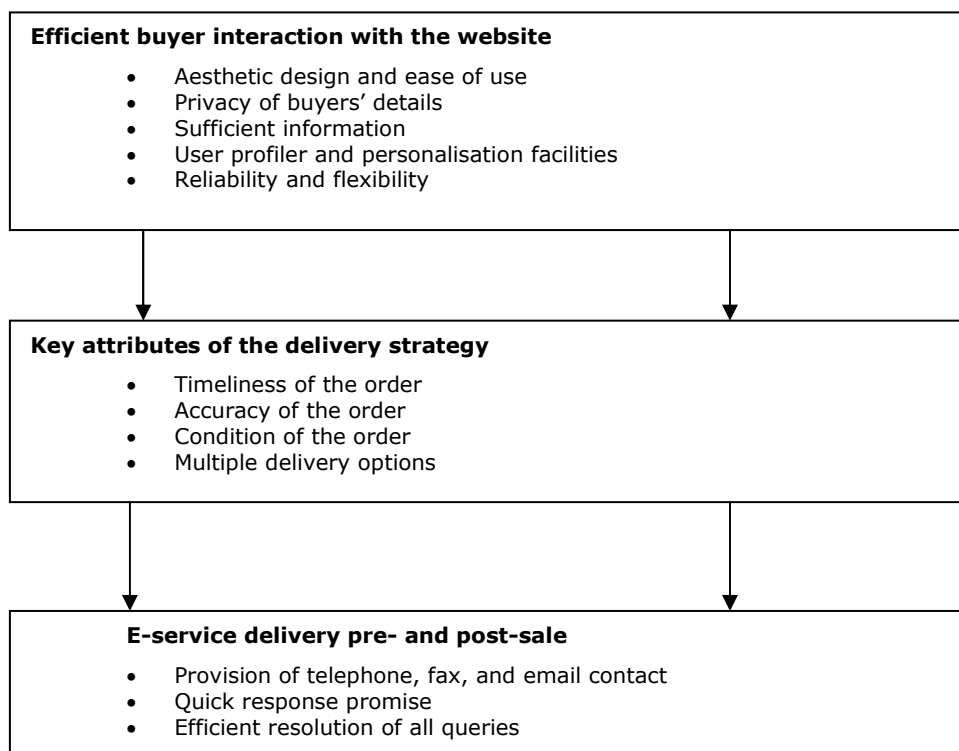 Efficient buyer interaction with the website
• Aesthetic design and ease of use
• Privacy of buyers’ details
• Sufficient information
• User profiler and personalisation facilities
• Reliability and flexibility
Key attributes of the delivery strategy
• Timeliness of the order
• Accuracy of the order
• Condition of the order
• Multiple delivery options
E-service delivery pre- and post-sale
• Provision of telephone, fax, and email contact
• Quick response promise
• Efficient resolution of all queries